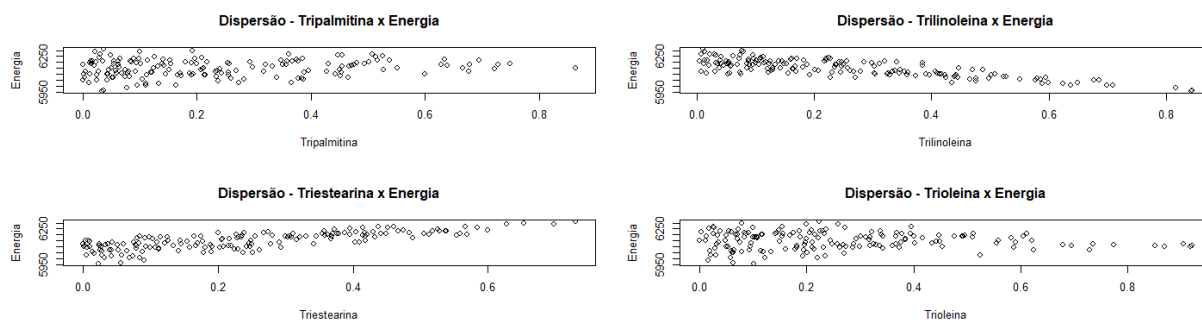 Dispersão - Tripalmitina x Energia
Energia
5950 6250
0.0 0.2 0.4 0.6 0.8
Tripalmitina
Dispersão - Trilinoleina x Energia
Energia
5950 6250
0.0 0.2 0.4 0.6 0.8
Trilinoleina
Dispersão - Triestearina x Energia
Energia
5950 6250
0.0 0.2 0.4 0.6
Triestearina
Dispersão - Trioleina x Energia
Energia
5950 6250
0.0 0.2 0.4 0.6 0.8
Trioleina